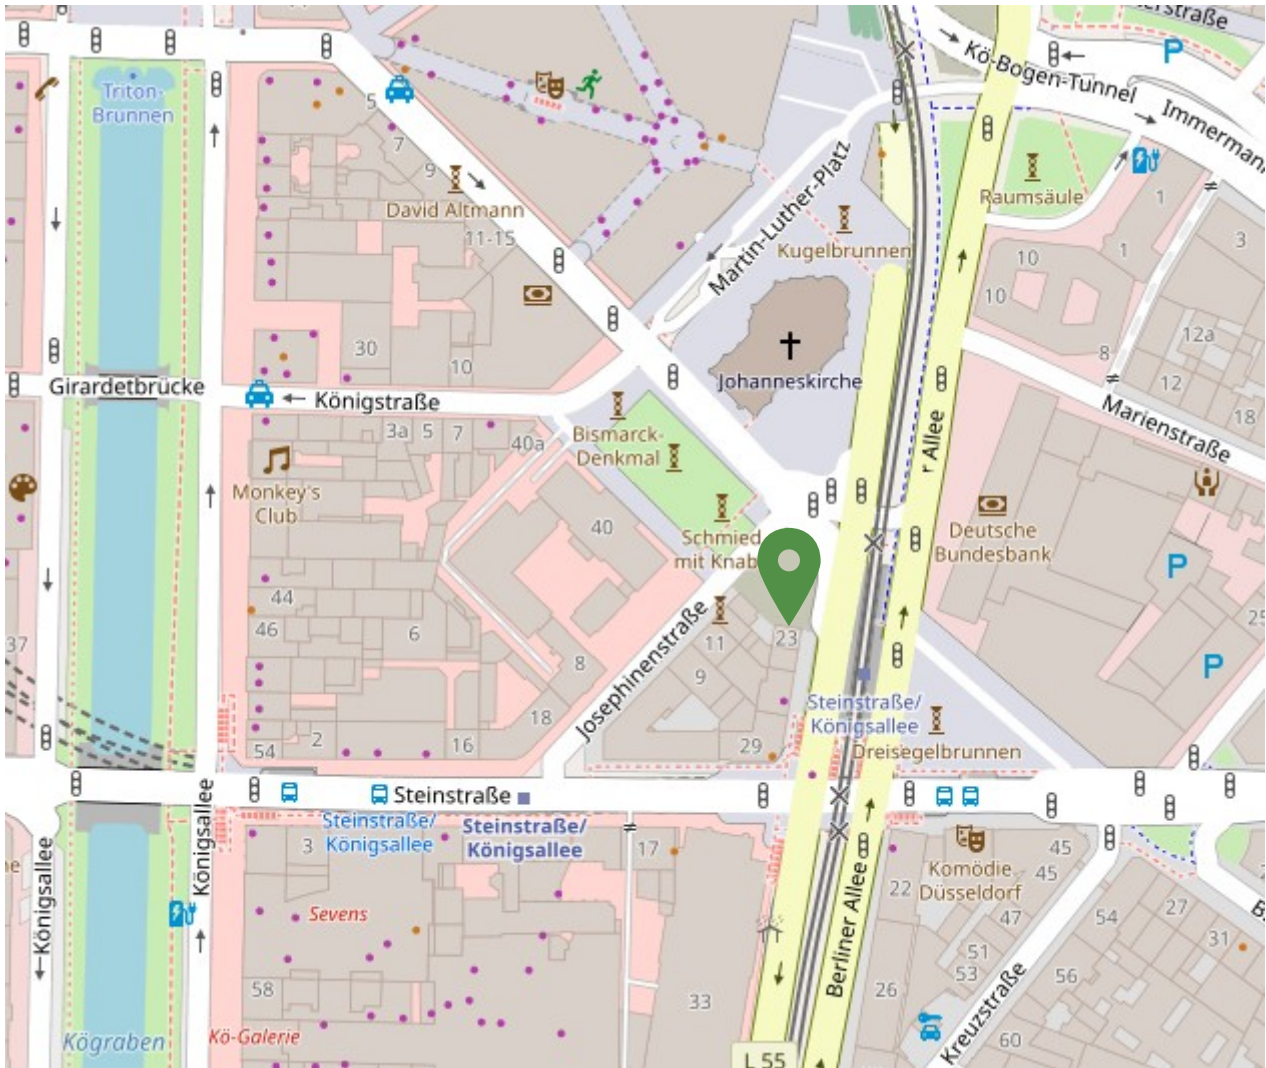 Kö-Bogen-Tunnel
Immermann
Triton-
Brunnen
5
7
9
David Altmann
11-15
Martin-Luther-Platz
Kugelbrunnen
Raumsäule
1
1
3
10
10
12a
8
12
18
30
10
Johanneskirche
Marienstraße
Girardetbrücke
Königstraße
r Allee
3a
5
7
40a
Bismarck-
Denkmal
Monkey's
Club
40
Schmied
mit Knab
Deutsche
Bundesbank
44
46
6
37
Josephinenstraße
11
23
9
25
8
18
54
2
16
29
Steinstraße/
Königsallee
Dreisegelbrunnen
Steinstraße
Königsallee
Königsallee
Steinstraße/
Königsallee
Steinstraße/
Königsallee
3
17
Komödie
Düsseldorf
45
45
22
47
54
27
31
Sevens
51
53
56
58
33
26
Berliner Allee
Kreuzstraße
60
Kögraben
Kö-Galerie
L 55